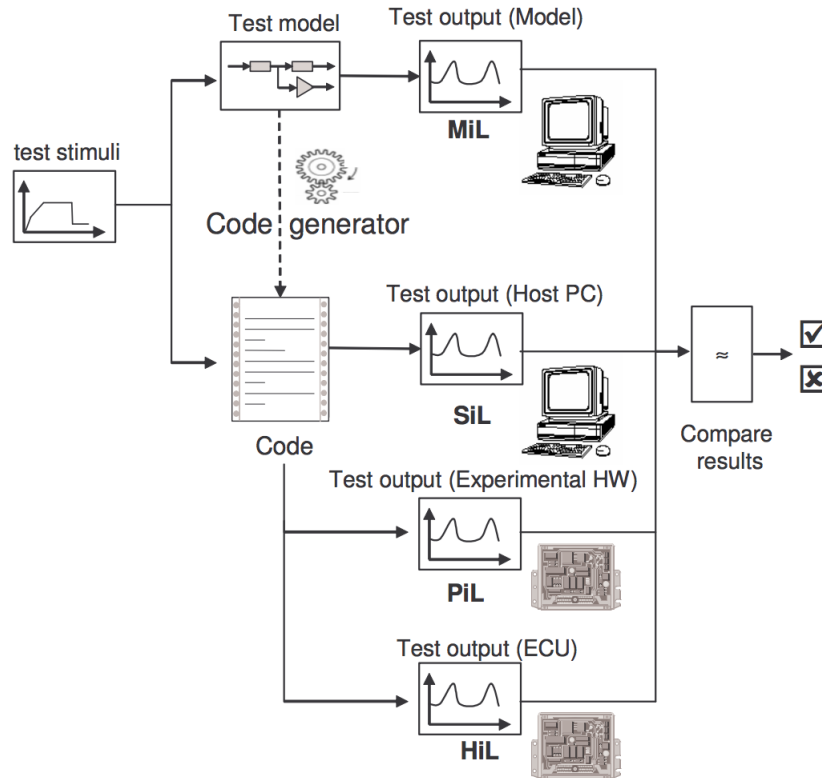 Test model
Test output (Model)
MiL
test stimuli
Code generator
Test output (Host PC)
SiL
Code
≈
Compare
results
Test output (Experimental HW)
PiL
Test output (ECU)
HiL